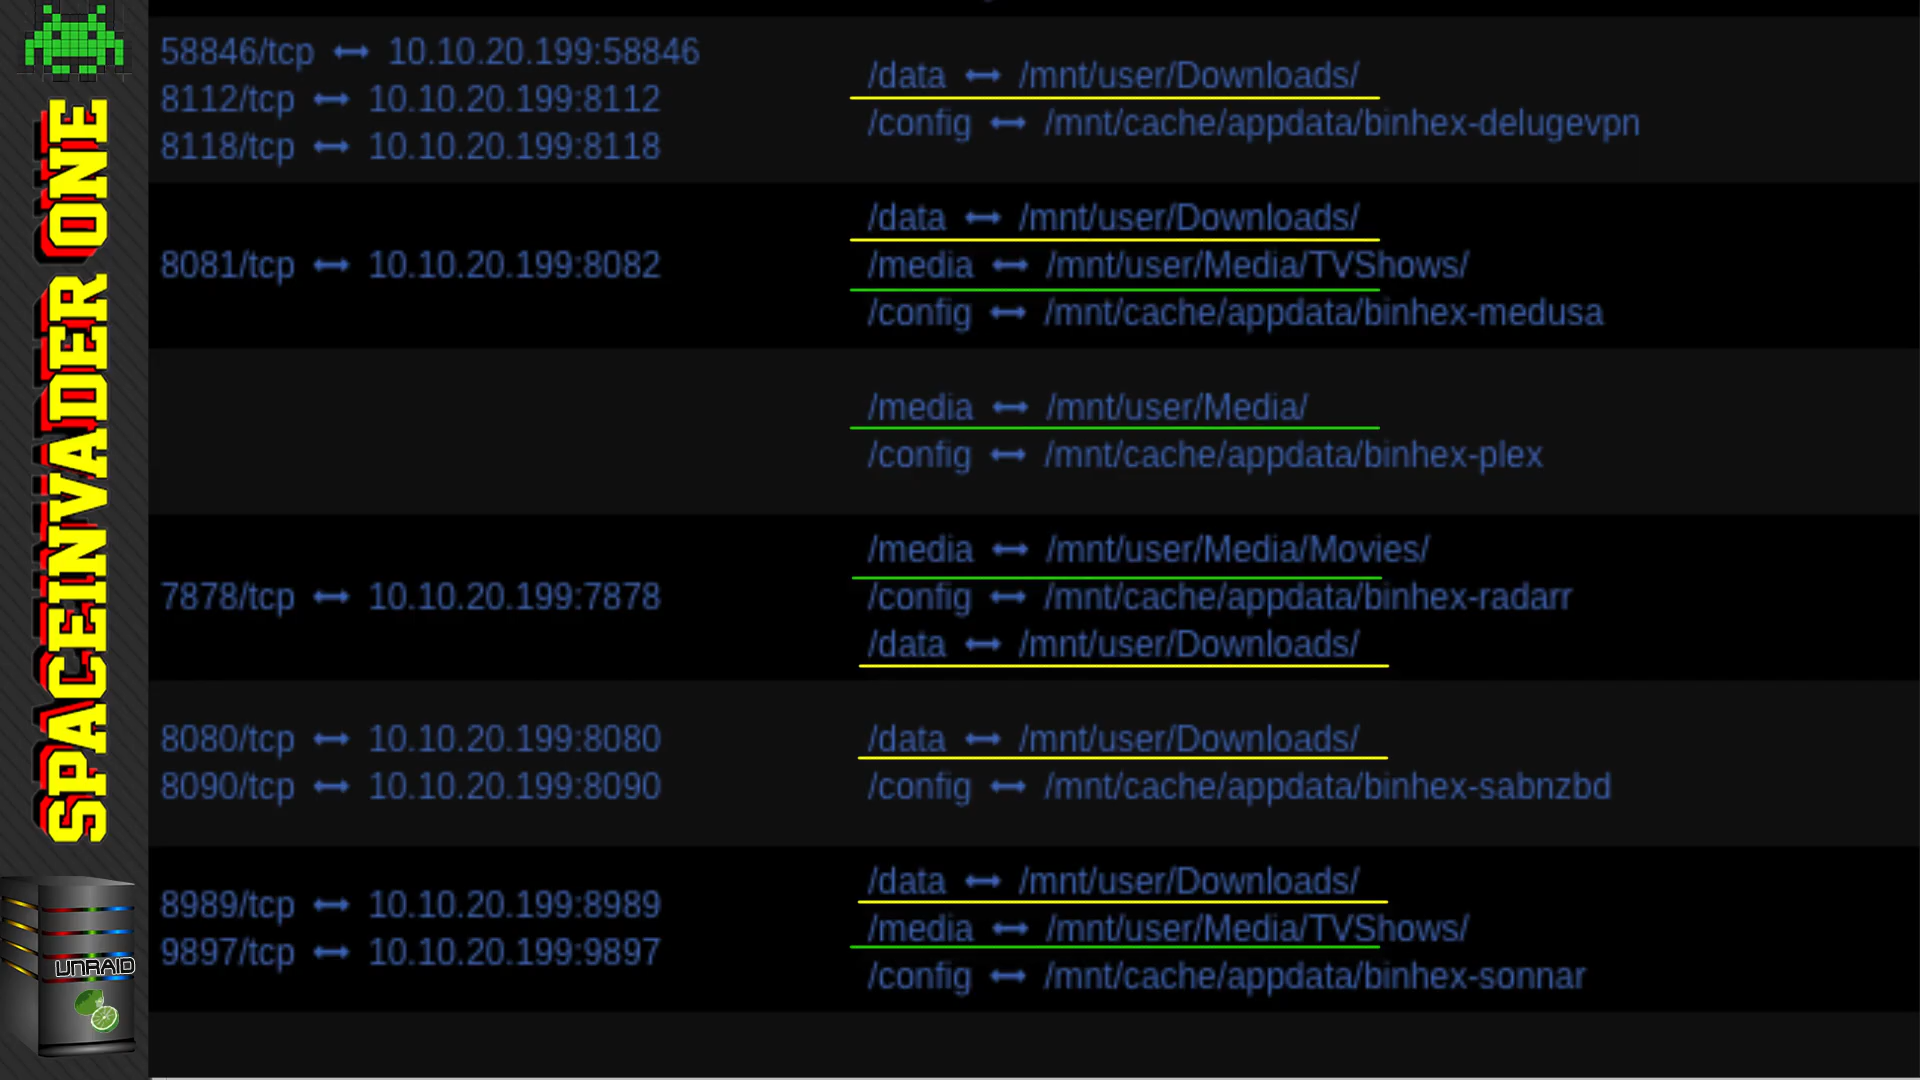 SPACEINVADER ONE
58846/tcp ↔ 10.10.20.199:58846
8112/tcp ↔ 10.10.20.199:8112
8118/tcp ↔ 10.10.20.199:8118
/data ↔ /mnt/user/Downloads/
/config ↔ /mnt/cache/appdata/binhex-delugevpn
8081/tcp ↔ 10.10.20.199:8082
/data ↔ /mnt/user/Downloads/
/media ↔ /mnt/user/Media/TVShows/
/config ↔ /mnt/cache/appdata/binhex-medusa
/media ↔ /mnt/user/Media/
/config ↔ /mnt/cache/appdata/binhex-plex
7878/tcp ↔ 10.10.20.199:7878
/media ↔ /mnt/user/Media/Movies/
/config ↔ /mnt/cache/appdata/binhex-radarr
/data ↔ /mnt/user/Downloads/
8080/tcp ↔ 10.10.20.199:8080
8090/tcp ↔ 10.10.20.199:8090
/data ↔ /mnt/user/Downloads/
/config ↔ /mnt/cache/appdata/binhex-sabnzbd
8989/tcp ↔ 10.10.20.199:8989
9897/tcp ↔ 10.10.20.199:9897
/data ↔ /mnt/user/Downloads/
/media ↔ /mnt/user/Media/TVShows/
/config ↔ /mnt/cache/appdata/binhex-sonnar
UNRAID